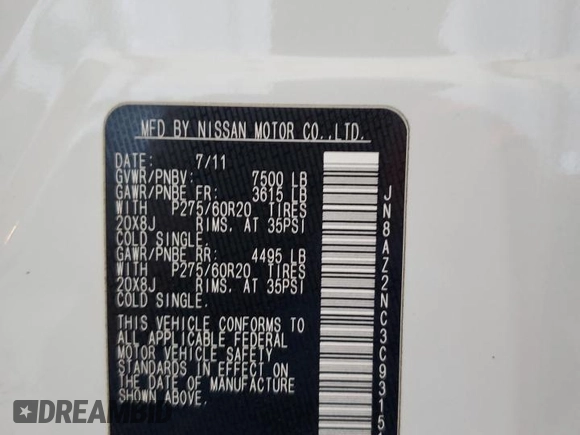 MFD BY NISSAN MOTOR CO.,LTD.
DATE: 7/11
GVWR/PNBV: 7500 LB
GAWR/PNBE FR: 3615 LB
WITH P275/60R20 TIRES
20X8J RIMS. AT 35PSI
COLD SINGLE.
GAWR/PNBE RR: 4495 LB
WITH P275/60R20 TIRES
20X8J RIMS. AT 35PSI
COLD SINGLE.
THIS VEHICLE CONFORMS TO
ALL APPLICABLE FEDERAL
MOTOR VEHICLE SAFETY
STANDARDS IN EFFECT ON
THE DATE OF MANUFACTURE
SHOWN ABOVE.
DREAMBID